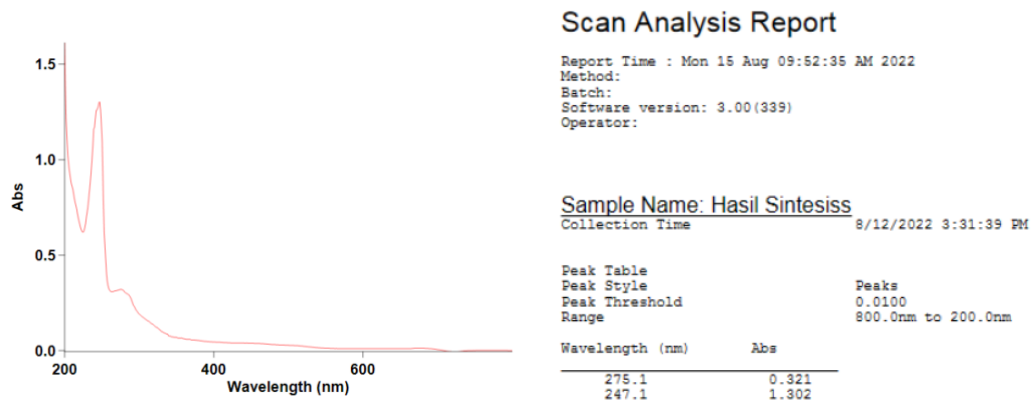 1.5
1.0
0.5
0.0
Abs
200
400
600
Wavelength (nm)
Scan Analysis Report
Report Time : Mon 15 Aug 09:52:35 AM 2022
Method:
Batch:
Software version: 3.00(339)
Operator:
Sample Name: Hasil Sintesiss
Collection Time 8/12/2022 3:31:39 PM
Peak Table
Peak Style Peaks
Peak Threshold 0.0100
Range 800.0nm to 200.0nm
Wavelength (nm) Abs
275.1 0.321
247.1 1.302